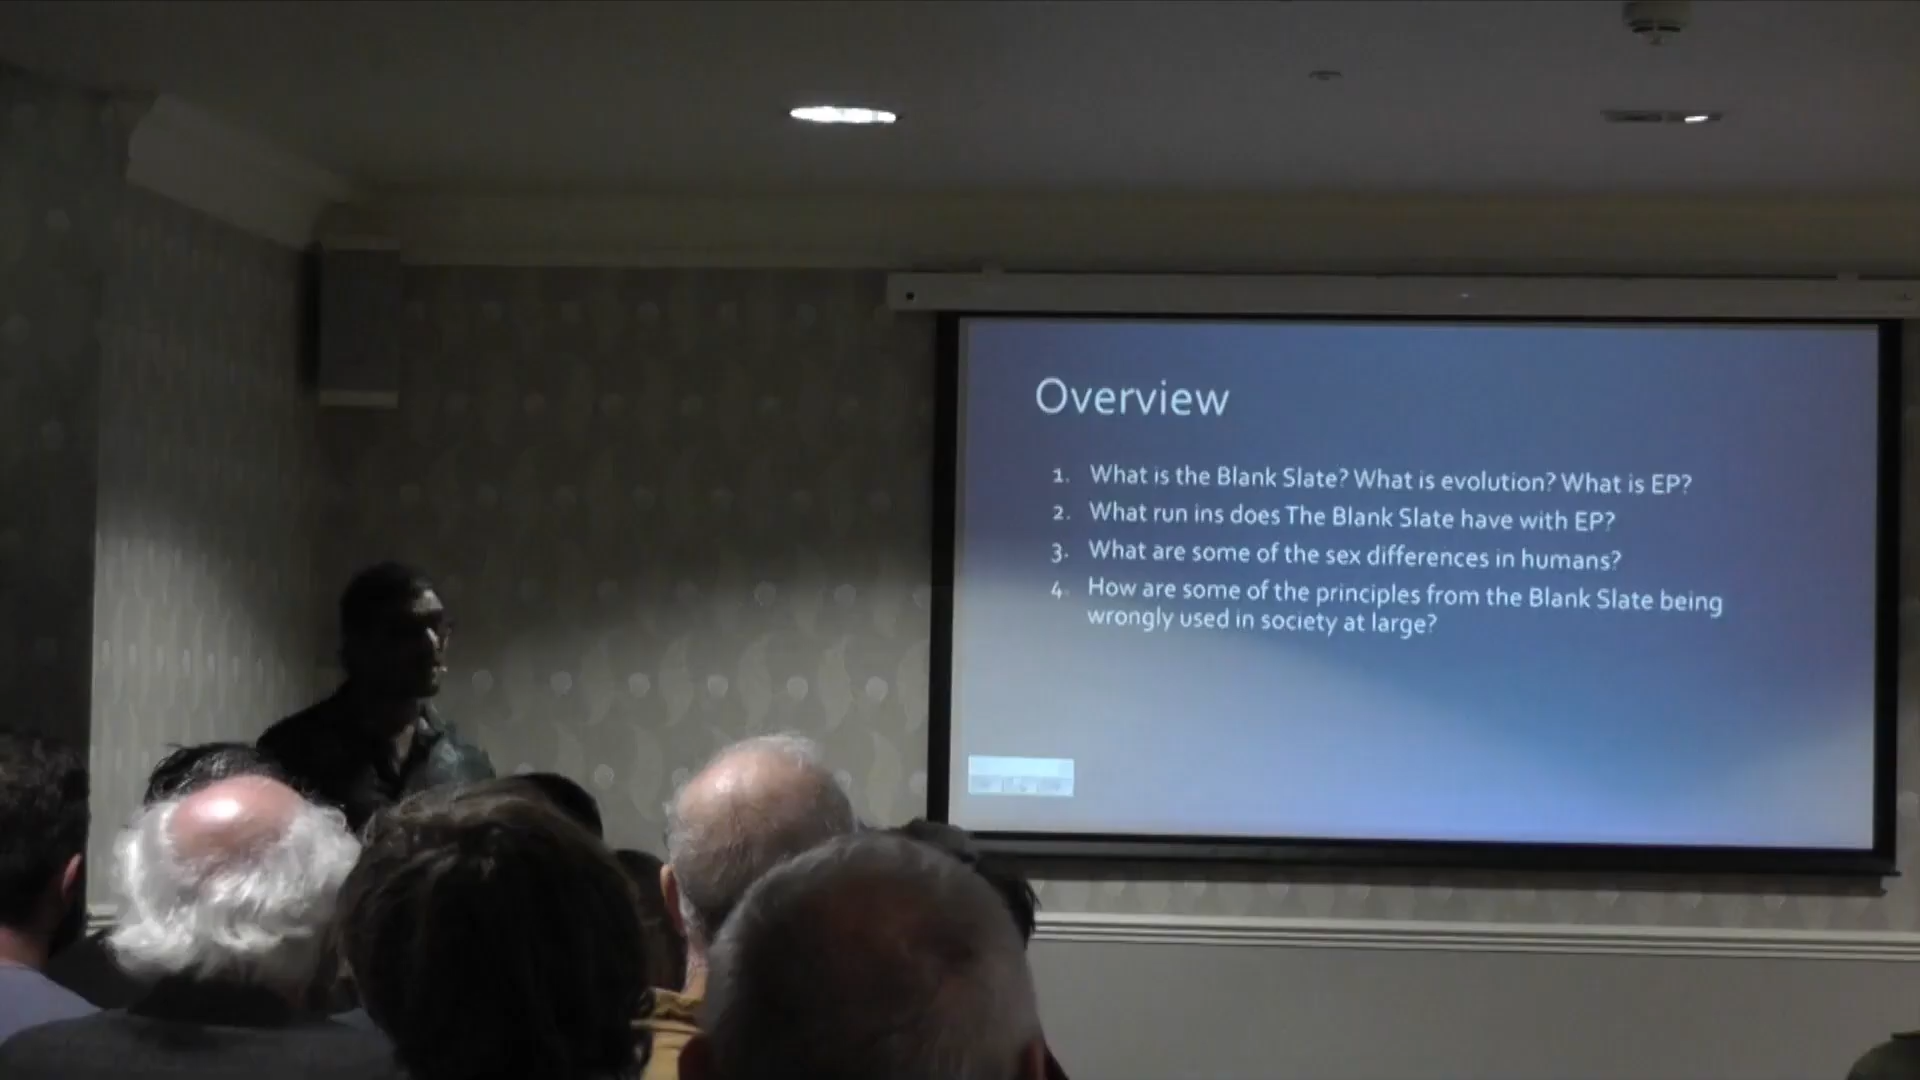 Overview
1. What is the Blank Slate? What is evolution? What is EP?
2. What run ins does The Blank Slate have with EP?
3. What are some of the sex differences in humans?
4. How are some of the principles from the Blank Slate being
wrongly used in society at large?